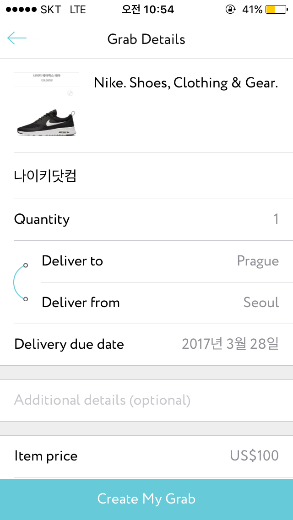 SKT LTE 오전 10:54 41%
Grab Details
Nike. Shoes, Clothing & Gear.
나이키닷컴
Quantity 1
Deliver to Prague
Deliver from Seoul
Delivery due date 2017년 3월 28일
Additional details (optional)
Item price US$100
Create My Grab